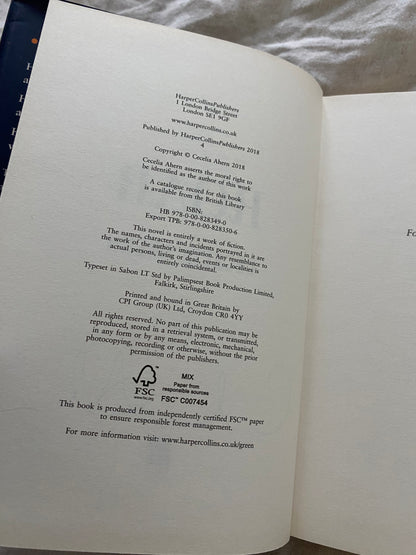 HarperCollinsPublishers
1 London Bridge Street
London SE1 9GF
www.harpercollins.co.uk
Published by HarperCollinsPublishers 2018
4
Copyright © Cecelia Ahern 2018
Cecelia Ahern asserts the moral right to
be identified as the author of this work
A catalogue record for this book
is available from the British Library
ISBN:
HB 978-0-00-828349-0
Export TPB: 978-0-00-828350-6
This novel is entirely a work of fiction.
The names, characters and incidents portrayed in it are
the work of the author's imagination. Any resemblance to
actual persons, living or dead, events or localities is
entirely coincidental.
Typeset in Sabon LT Std by Palimpsest Book Production Limited,
Falkirk, Stirlingshire
Printed and bound in Great Britain by
CPI Group (UK) Ltd, Croydon CR0 4YY
All rights reserved. No part of this publication may be
reproduced, stored in a retrieval system, or transmitted,
in any form or by any means, electronic, mechanical,
photocopying, recording or otherwise, without the prior
permission of the publishers.
FSC
www.fsc.org
MIX
Paper from
responsible sources
FSC™ C007454
This book is produced from independently certified FSC™ paper
to ensure responsible forest management.
For more information visit: www.harpercollins.co.uk/green
Fo